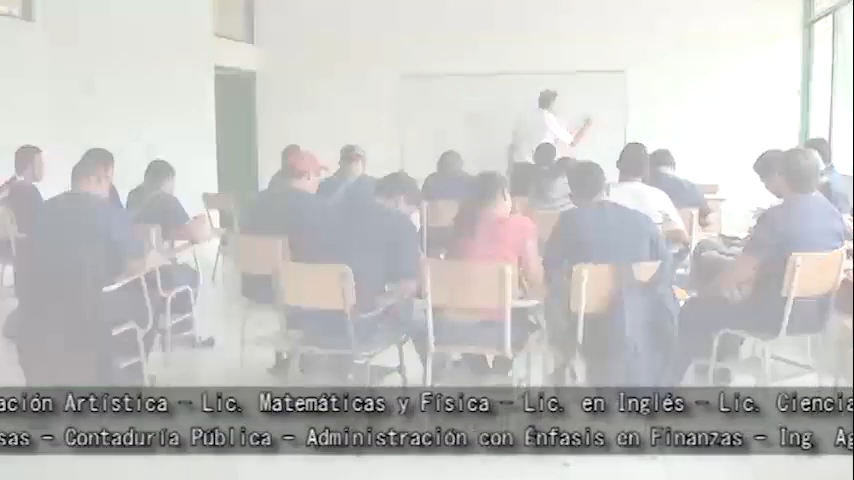 ación Artística - Lic. Matemáticas y Física - Lic. en Inglés - Lic. Ciencia
sas - Contaduría Pública - Administración con Énfasis en Finanzas - Ing. Ag